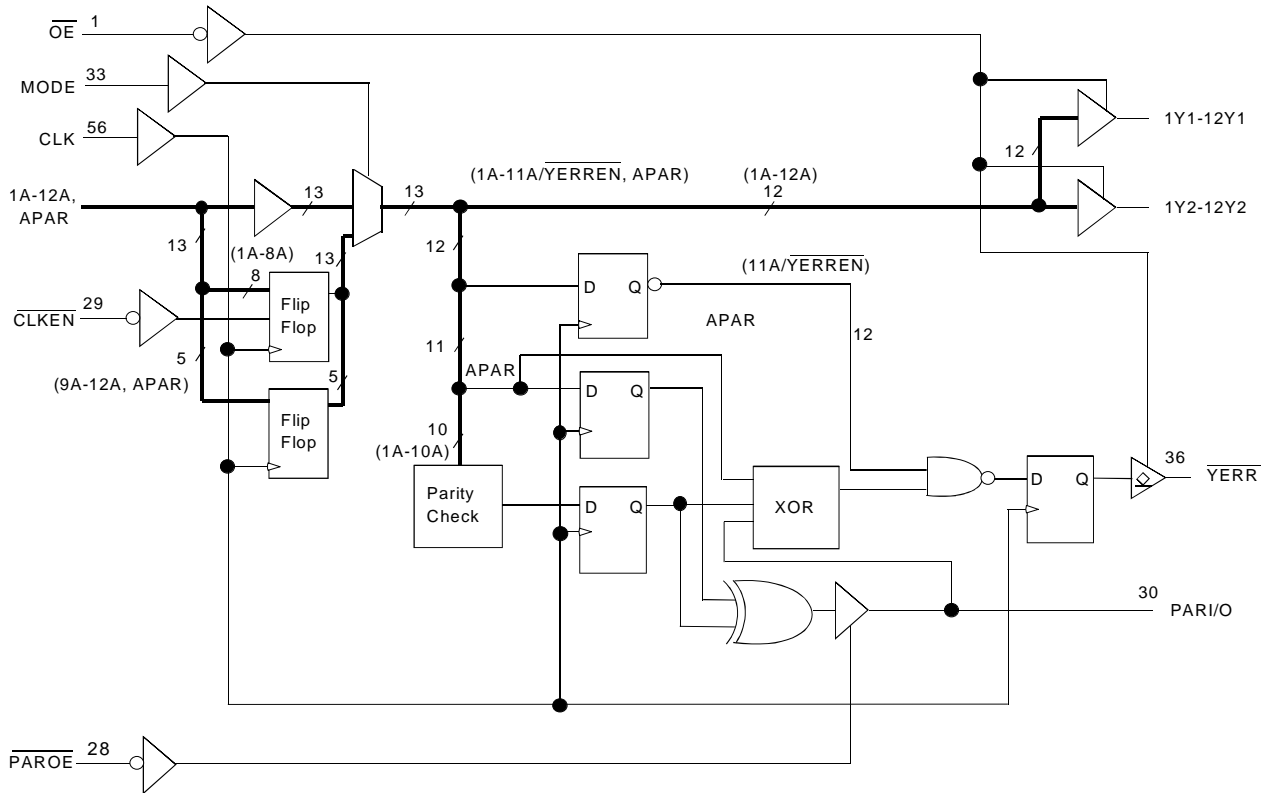 OE 1
MODE 33
CLK 56
1A-12A,
APAR
13
13
(1A-11A/YERREN, APAR)
(1A-12A)
12
12
1Y1-12Y1
1Y2-12Y2
13
(1A-8A)
8
13
12
(11A/YERREN)
Flip
Flop
CLKEN 29
D Q
APAR
12
5
(9A-12A, APAR)
11
APAR
5
Flip
Flop
D Q
10
(1A-10A)
Parity
Check
D Q
XOR
D Q
36
YERR
30
PARI/O
PAROE 28